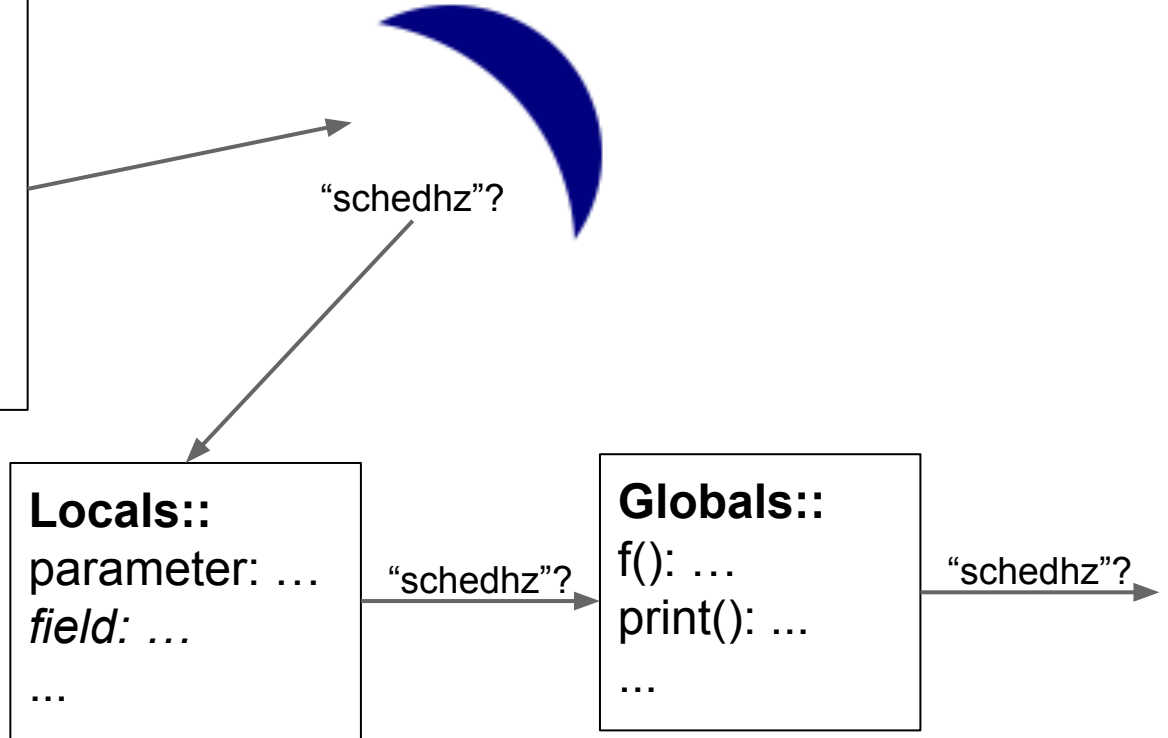 “schedhz”?
Locals::
parameter: …
field: …
...
“schedhz”?
Globals::
f(): …
print(): ...
...
“schedhz”?